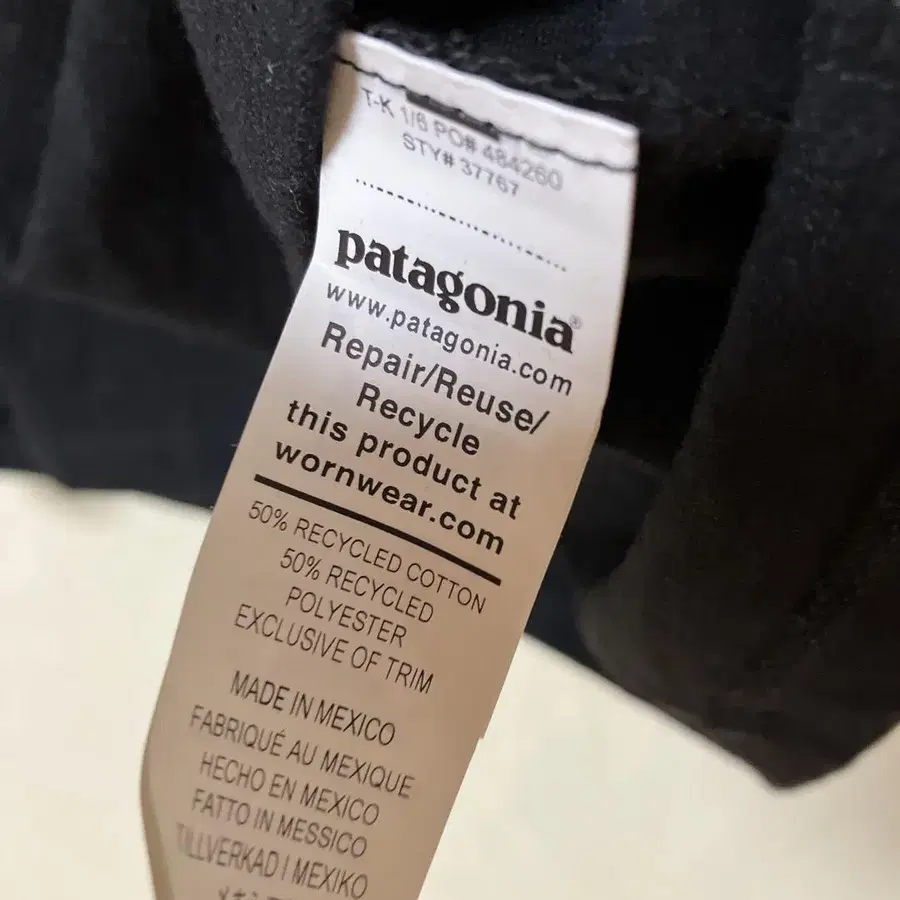 T-K 1/6 PO# 484260
STY# 37767
patagonia®
www.patagonia.com
Repair/Reuse/
Recycle
this product at
wornwear.com
50% RECYCLED COTTON
50% RECYCLED
POLYESTER
EXCLUSIVE OF TRIM
MADE IN MEXICO
FABRIQUÉ AU MEXIQUE
HECHO EN MEXICO
FATTO IN MESSICO
TILLVERKAD I MEXIKO